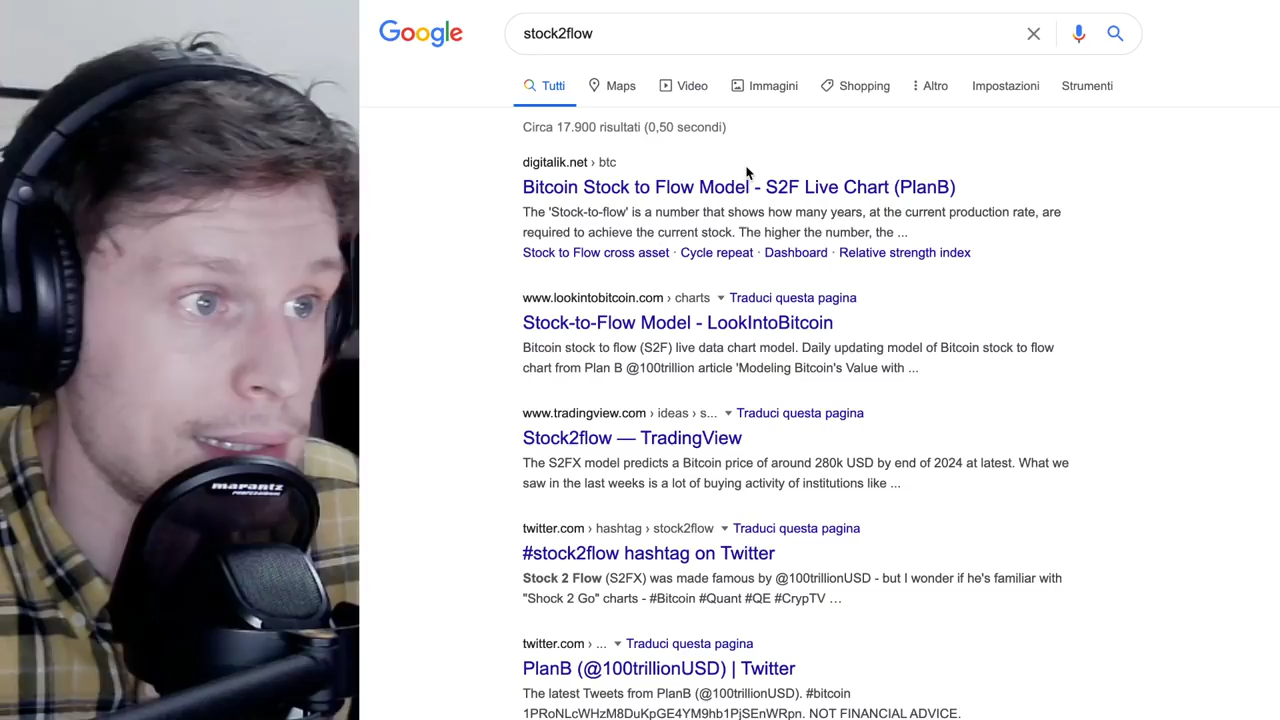 Google
stock2flow
Tutti
Maps
Video
Immagini
Shopping
Altro
Impostazioni
Strumenti
Circa 17.900 risultati (0,50 secondi)
digitalik.net › btc
Bitcoin Stock to Flow Model - S2F Live Chart (PlanB)
The 'Stock-to-flow' is a number that shows how many years, at the current production rate, are
required to achieve the current stock. The higher the number, the ...
Stock to Flow cross asset · Cycle repeat · Dashboard · Relative strength index
www.lookintobitcoin.com › charts ▼ Traduci questa pagina
Stock-to-Flow Model - LookIntoBitcoin
Bitcoin stock to flow (S2F) live data chart model. Daily updating model of Bitcoin stock to flow
chart from Plan B @100trillion article 'Modeling Bitcoin's Value with ...
www.tradingview.com › ideas › s... ▼ Traduci questa pagina
Stock2flow — TradingView
The S2FX model predicts a Bitcoin price of around 280k USD by end of 2024 at latest. What we
saw in the last weeks is a lot of buying activity of institutions like ...
twitter.com › hashtag › stock2flow ▼ Traduci questa pagina
#stock2flow hashtag on Twitter
Stock 2 Flow (S2FX) was made famous by @100trillionUSD - but I wonder if he's familiar with
"Shock 2 Go" charts - #Bitcoin #Quant #QE #CrypTV …
twitter.com › ... ▼ Traduci questa pagina
PlanB (@100trillionUSD) | Twitter
The latest Tweets from PlanB (@100trillionUSD). #bitcoin
1PRoNLcWHzM8DuKpGE4YM9hb1PjSEnWRpn. NOT FINANCIAL ADVICE.
marantz
PROFESSIONAL